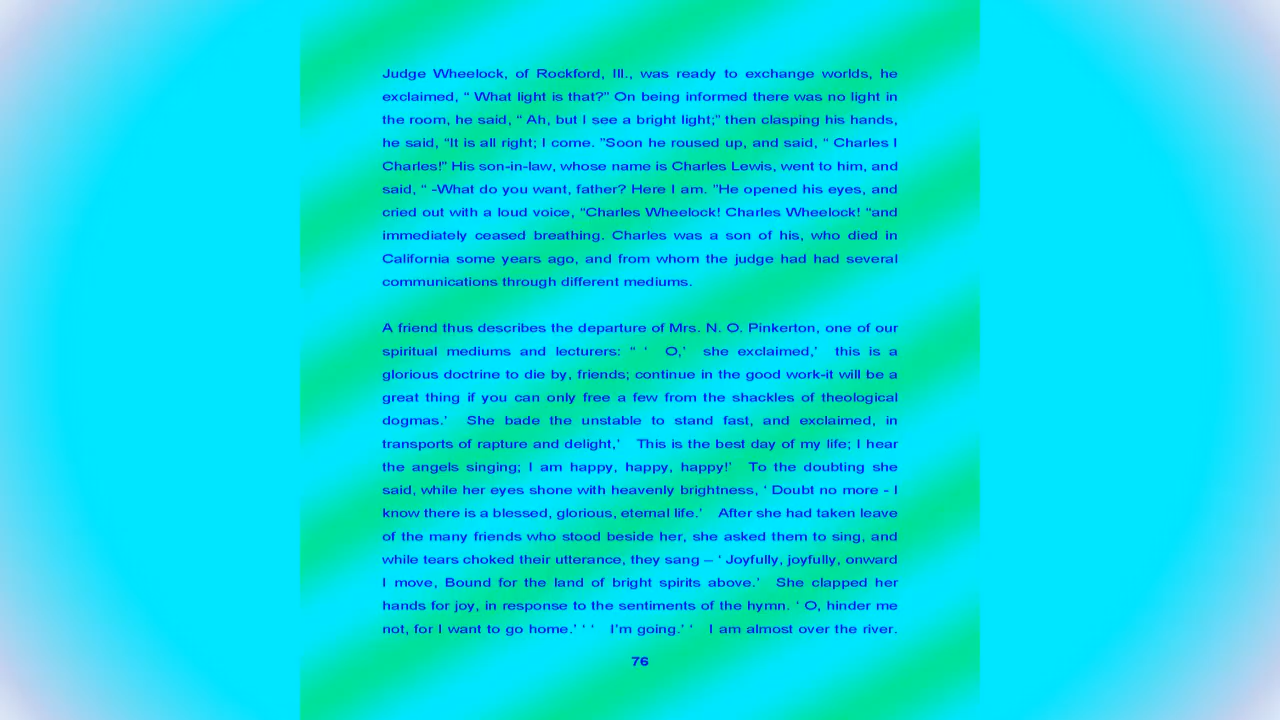 Judge Wheelock, of Rockford, Ill., was ready to exchange worlds, he
exclaimed, “ What light is that?” On being informed there was no light in
the room, he said, “ Ah, but I see a bright light;” then clasping his hands,
he said, “It is all right; I come. ”Soon he roused up, and said, “ Charles I
Charles!” His son-in-law, whose name is Charles Lewis, went to him, and
said, “ -What do you want, father? Here I am. ”He opened his eyes, and
cried out with a loud voice, “Charles Wheelock! Charles Wheelock! “and
immediately ceased breathing. Charles was a son of his, who died in
California some years ago, and from whom the judge had had several
communications through different mediums.
A friend thus describes the departure of Mrs. N. O. Pinkerton, one of our
spiritual mediums and lecturers: “ ‘ O,’ she exclaimed,’ this is a
glorious doctrine to die by, friends; continue in the good work-it will be a
great thing if you can only free a few from the shackles of theological
dogmas.’ She bade the unstable to stand fast, and exclaimed, in
transports of rapture and delight,’ This is the best day of my life; I hear
the angels singing; I am happy, happy, happy!’ To the doubting she
said, while her eyes shone with heavenly brightness, ‘ Doubt no more - I
know there is a blessed, glorious, eternal life.’ After she had taken leave
of the many friends who stood beside her, she asked them to sing, and
while tears choked their utterance, they sang – ‘ Joyfully, joyfully, onward
I move, Bound for the land of bright spirits above.’ She clapped her
hands for joy, in response to the sentiments of the hymn. ‘ O, hinder me
not, for I want to go home.’ ‘ ‘ I’m going.’ ‘ I am almost over the river.
76